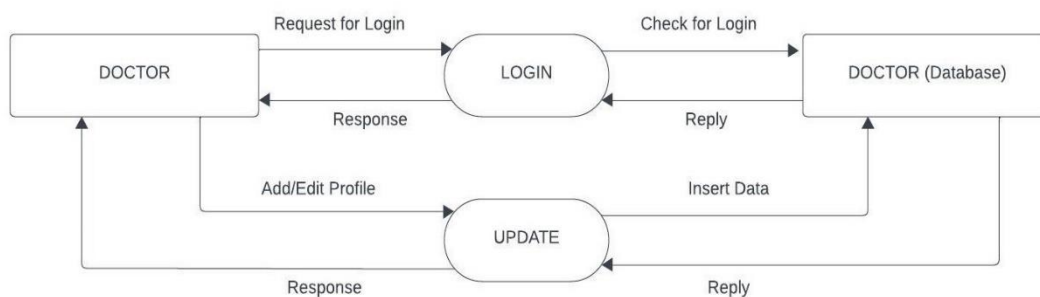 Request for Login
Check for Login
DOCTOR
LOGIN
DOCTOR (Database)
Response
Reply
Add/Edit Profile
Insert Data
UPDATE
Response
Reply